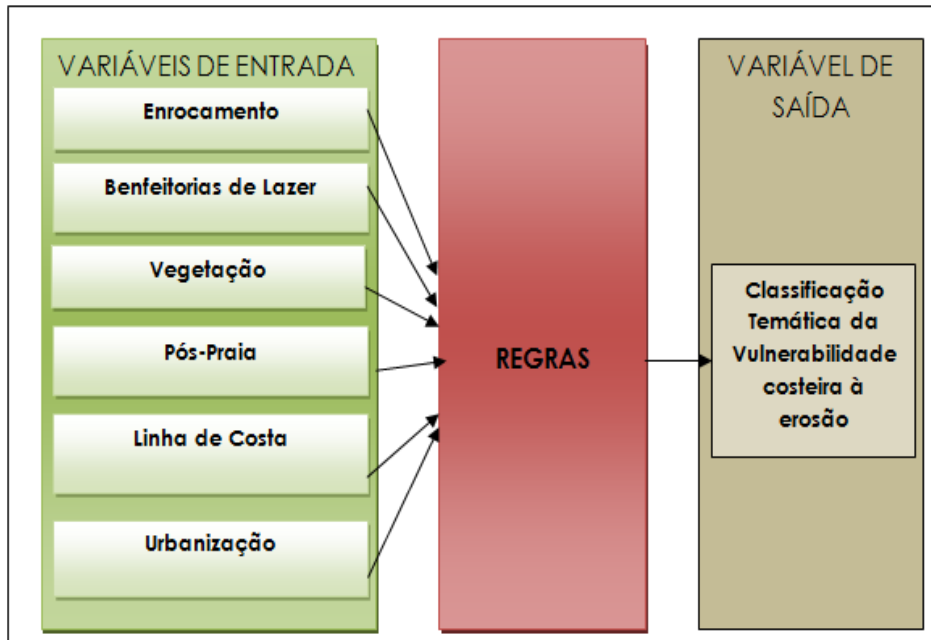 VARIÁVEIS DE ENTRADA
Enrocamento
Benfeitorias de Lazer
Vegetação
Pós-Praia
Linha de Costa
Urbanização
REGRAS
VARIÁVEL DE
SAÍDA
Classificação
Temática da
Vulnerabilidade
costeira à
erosão